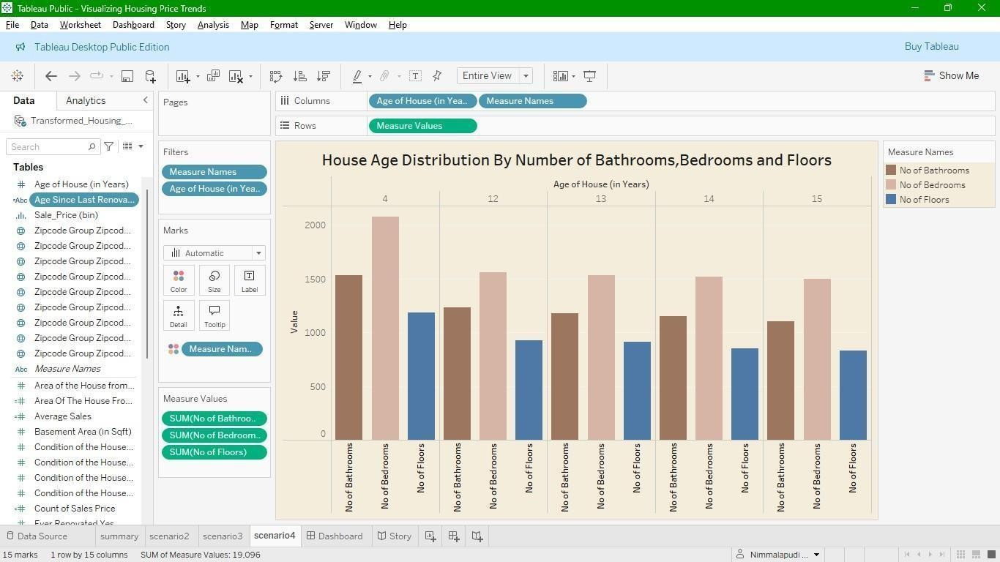 Tableau Public - Visualizing Housing Price Trends
File Data Worksheet Dashboard Story Analysis Map Format Server Window Help
Tableau Desktop Public Edition
Buy Tableau
Entire View
Show Me
Data Analytics
Transformed_Housing_...
Search
Tables
Age of House (in Years)
=Abc Age Since Last Renova...
Sale_Price (bin)
Zipcode Group Zipcod...
Zipcode Group Zipcod...
Zipcode Group Zipcod...
Zipcode Group Zipcod...
Zipcode Group Zipcod...
Zipcode Group Zipcod...
Zipcode Group Zipcod...
Zipcode Group Zipcod...
Zipcode Group Zipcod...
Abc Measure Names
Area of the House from...
Area Of The House Fro...
Average Sales
Basement Area (in Sqft)
Condition of the House...
Condition of the House...
Condition of the House...
Condition of the House...
Count of Sales Price
Ever Renovated Yes
Pages
Filters
Measure Names
Age of House (in Yea..
Marks
Automatic
Color Size Label
Detail Tooltip
Measure Nam..
Measure Values
SUM(No of Bathroo..
SUM(No of Bedroom..
SUM(No of Floors)
Columns Age of House (in Yea.. Measure Names
Rows Measure Values
House Age Distribution By Number of Bathrooms,Bedrooms and Floors
Age of House (in Years)
4 12 13 14 15
Value
2000
1500
1000
500
0
No of Bathrooms No of Bedrooms No of Floors No of Bathrooms No of Bedrooms No of Floors No of Bathrooms No of Bedrooms No of Floors No of Bathrooms No of Bedrooms No of Floors No of Bathrooms No of Bedrooms No of Floors
Measure Names
No of Bathrooms
No of Bedrooms
No of Floors
Data Source summary scenario2 scenario3 scenario4 Dashboard Story
15 marks 1 row by 15 columns SUM of Measure Values: 19,096
Nimmalapudi ...